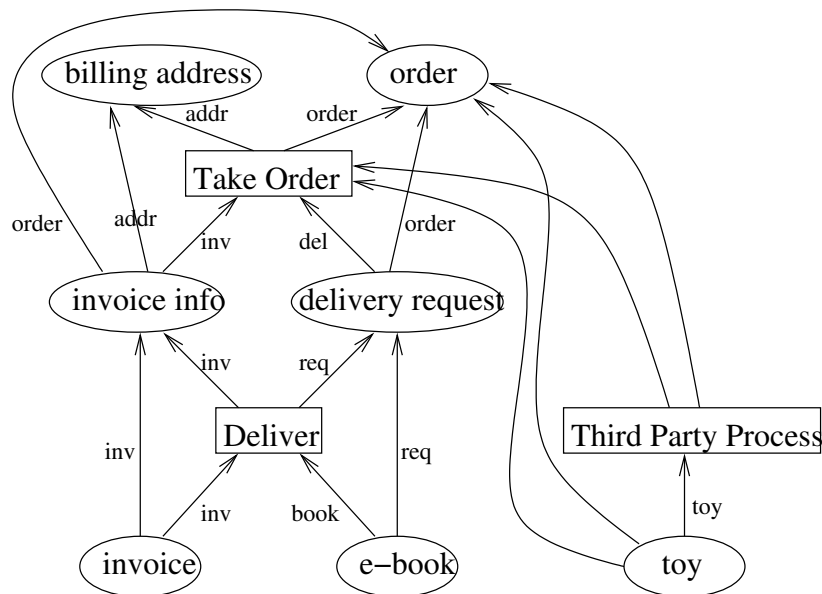 billing address
order
addr
order
Take Order
order
addr
inv
del
order
invoice info
delivery request
inv
req
Deliver
Third Party Process
inv
req
inv
book
toy
invoice
e−book
toy